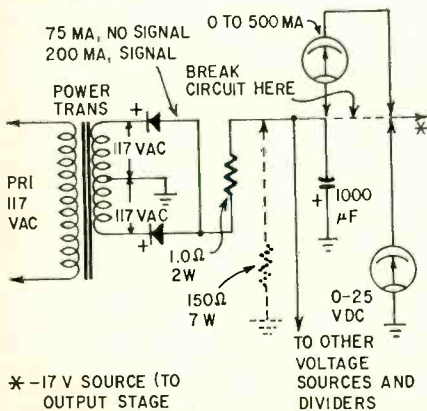 75 MA, NO SIGNAL
200 MA, SIGNAL
0 TO 500 MA
BREAK
CIRCUIT HERE
POWER
TRANS
+
117 VAC
PRI
117
VAC
117 VAC
+
1.0Ω
2W
150Ω
7 W
+
1000
μF
*
0-25
VDC
TO OTHER
VOLTAGE
SOURCES AND
DIVIDERS
* -17 V SOURCE (TO
OUTPUT STAGE